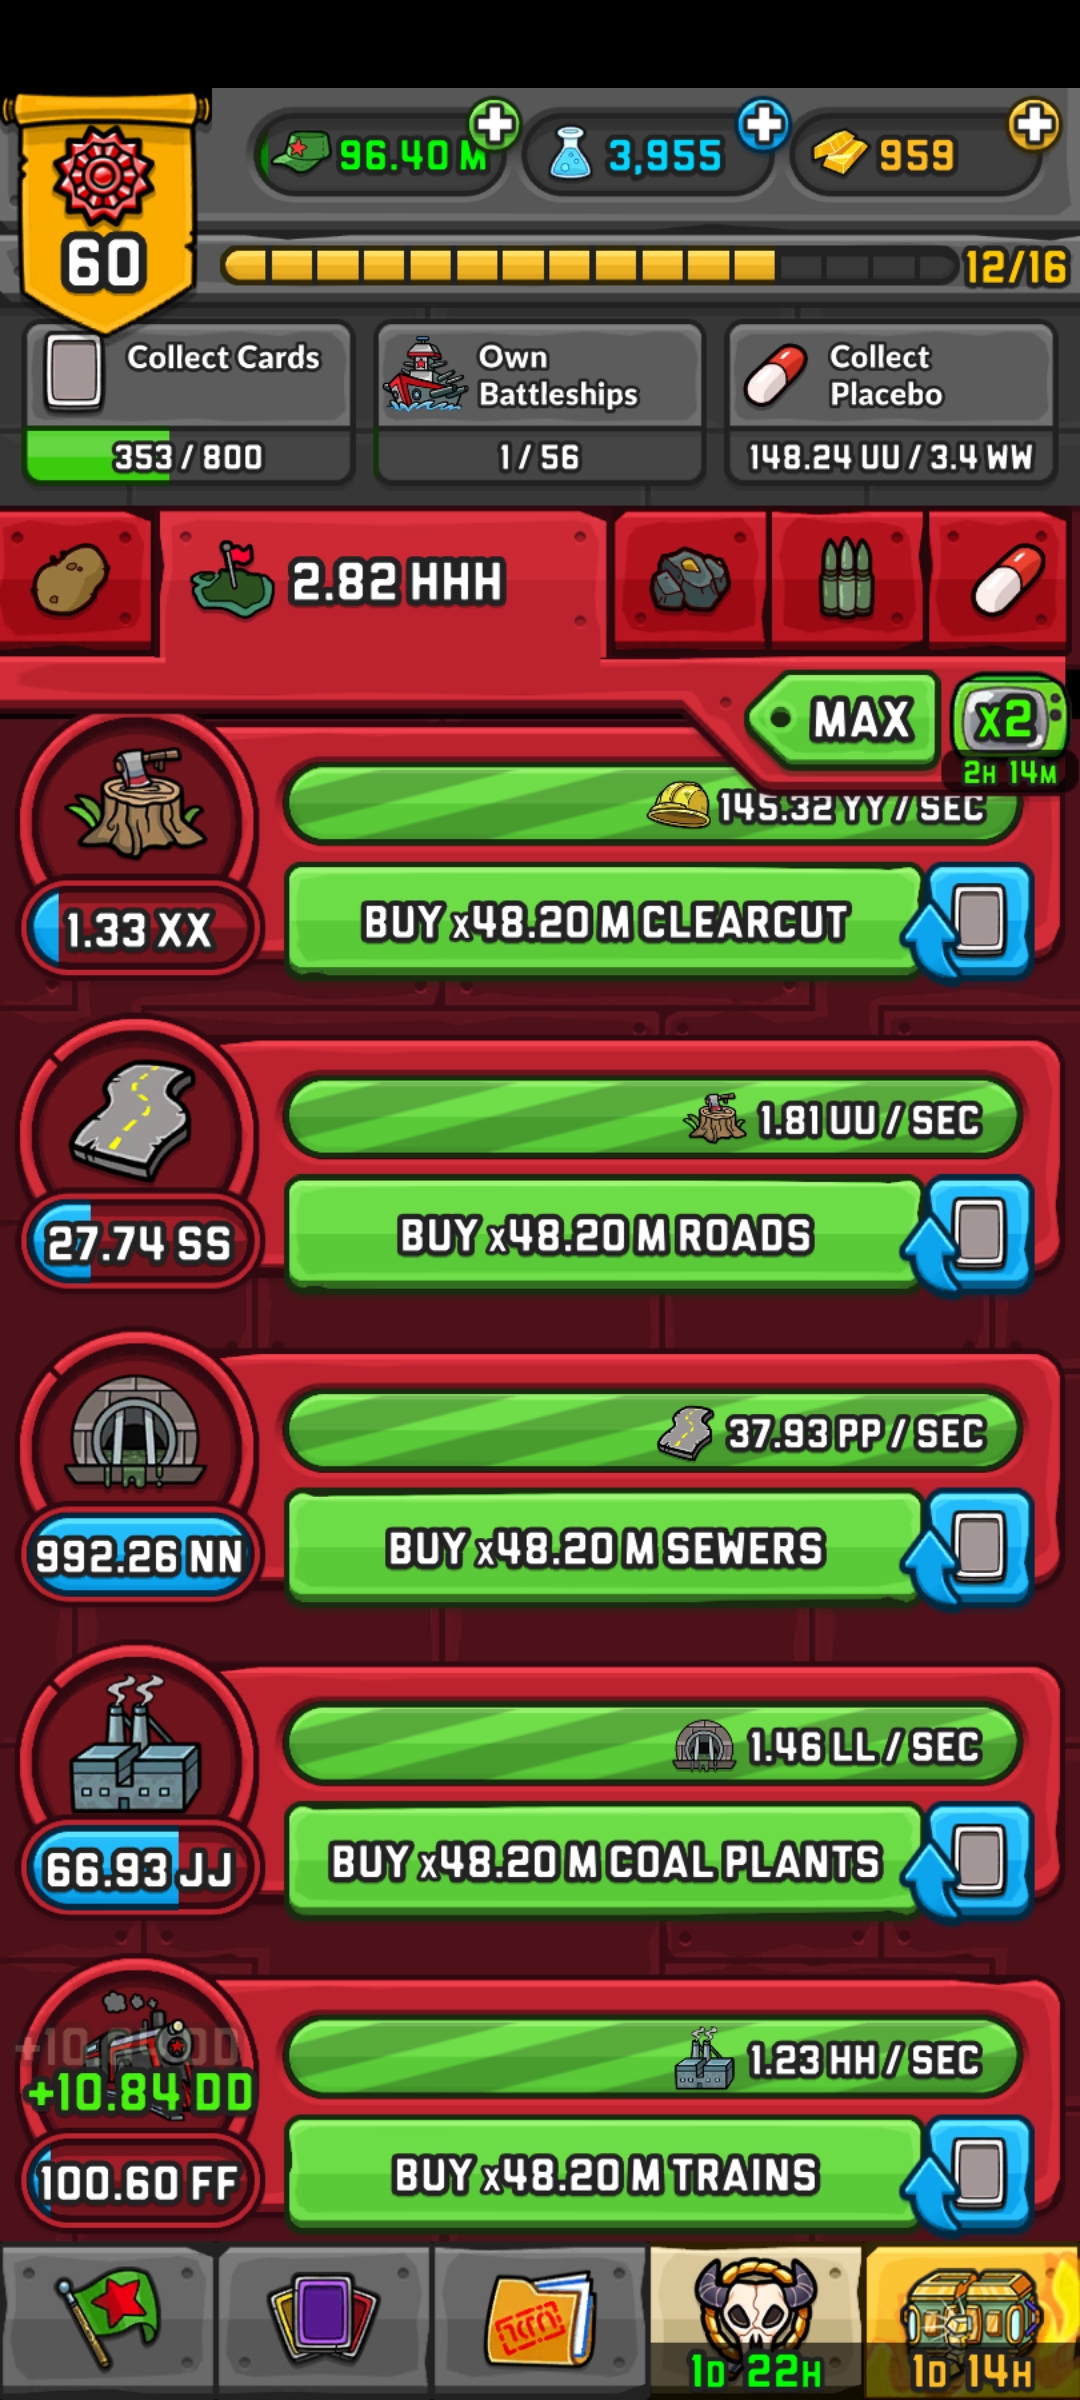 96.40 M
3,955
959
60
12/16
Collect Cards
353 / 800
Own
Battleships
1 / 56
Collect
Placebo
148.24 UU / 3.4 WW
2.82 HHH
MAX
x2
2H 14M
145.32 YY / SEC
1.33 XX
BUY x48.20 M CLEARCUT
1.81 UU / SEC
27.74 SS
BUY x48.20 M ROADS
37.93 PP / SEC
992.26 NN
BUY x48.20 M SEWERS
1.46 LL / SEC
66.93 JJ
BUY x48.20 M COAL PLANTS
1.23 HH / SEC
+10.84 DD
100.60 FF
BUY x48.20 M TRAINS
1D 22H
1D 14H